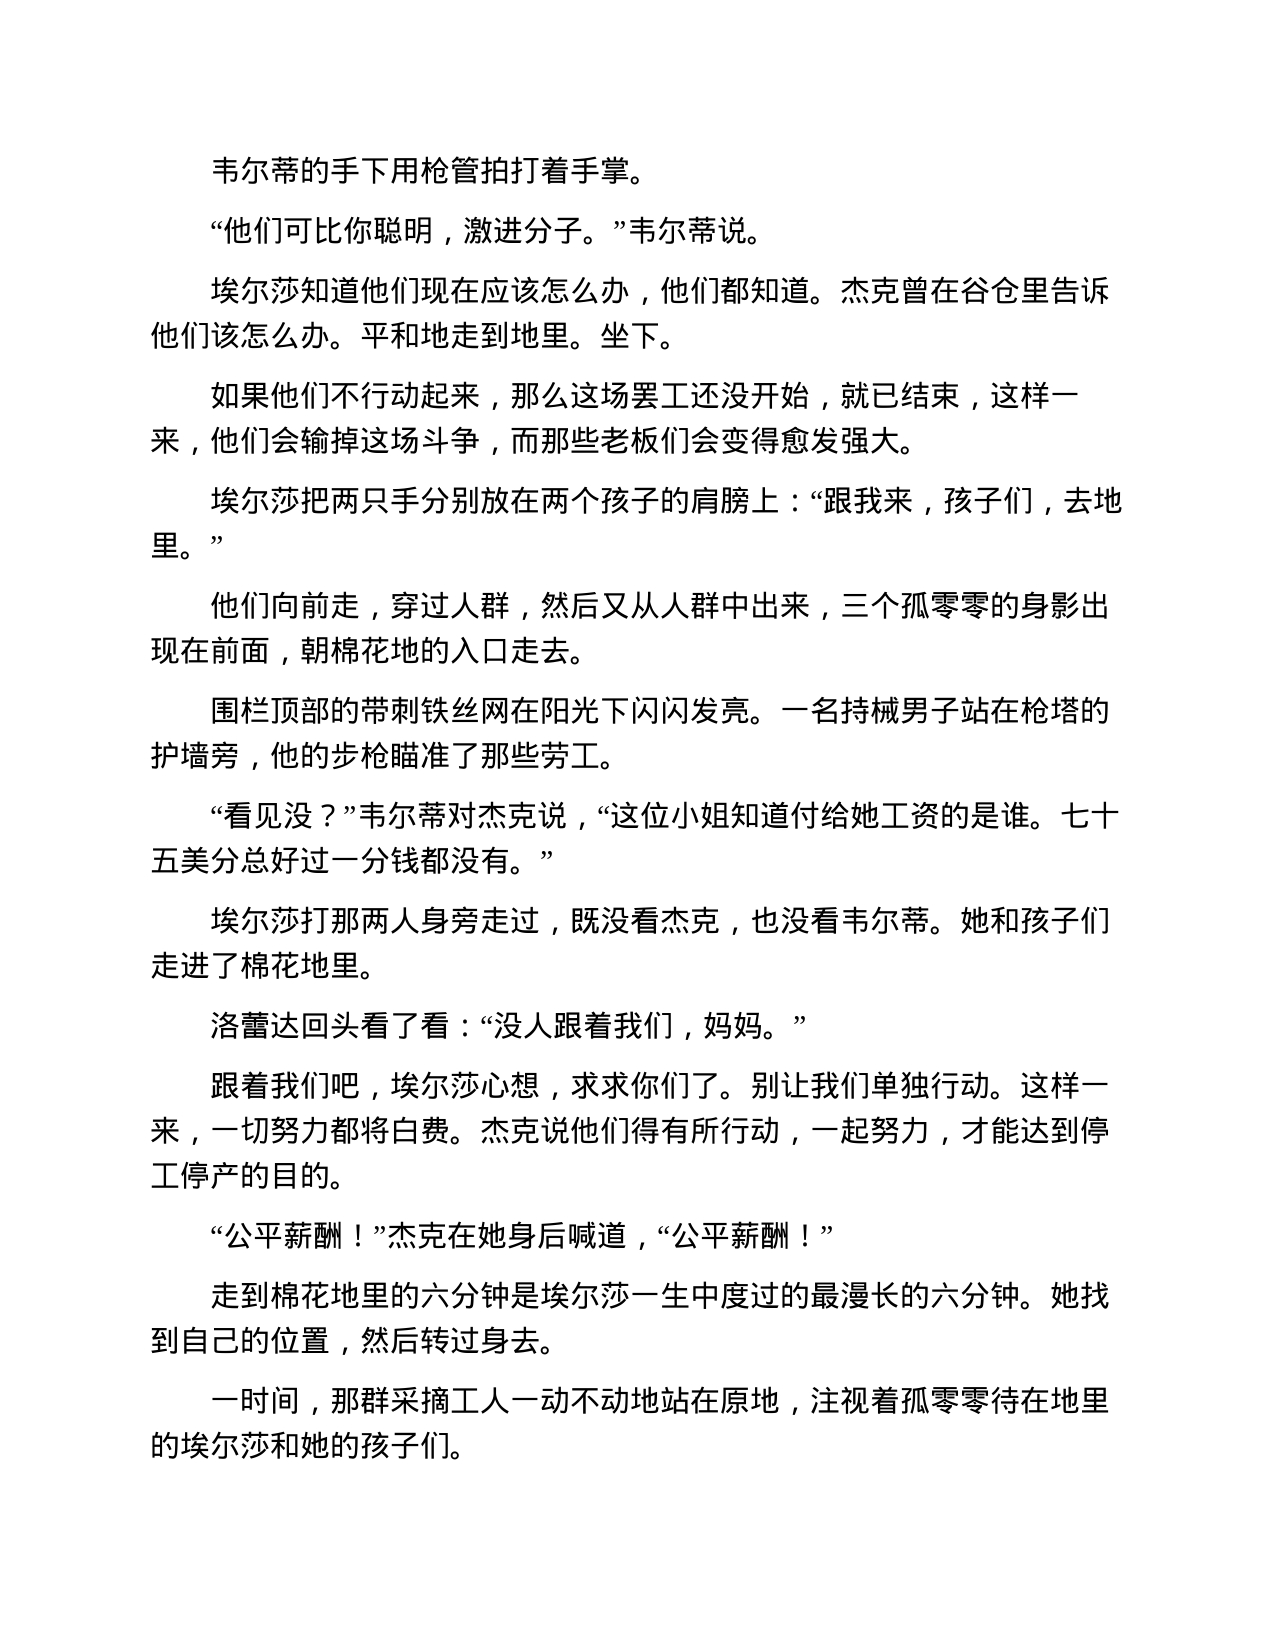 韦尔蒂的手下用枪管拍打着手掌。
“他们可比你聪明，激进分子。”韦尔蒂说。
埃尔莎知道他们现在应该怎么办，他们都知道。杰克曾在谷仓里告诉
他们该怎么办。平和地走到地里。坐下。
如果他们不行动起来，那么这场罢工还没开始，就已结束，这样一
来，他们会输掉这场斗争，而那些老板们会变得愈发强大。
埃尔莎把两只手分别放在两个孩子的肩膀上：“跟我来，孩子们，去地
里。”
他们向前走，穿过人群，然后又从人群中出来，三个孤零零的身影出
现在前面，朝棉花地的入口走去。
围栏顶部的带刺铁丝网在阳光下闪闪发亮。一名持械男子站在枪塔的
护墙旁，他的步枪瞄准了那些劳工。
“看见没？”韦尔蒂对杰克说，“这位小姐知道付给她工资的是谁。七十
五美分总好过一分钱都没有。”
埃尔莎打那两人身旁走过，既没看杰克，也没看韦尔蒂。她和孩子们
走进了棉花地里。
洛蕾达回头看了看：“没人跟着我们，妈妈。”
跟着我们吧，埃尔莎心想，求求你们了。别让我们单独行动。这样一
来，一切努力都将白费。杰克说他们得有所行动，一起努力，才能达到停
工停产的目的。
“公平薪酬！”杰克在她身后喊道，“公平薪酬！”
走到棉花地里的六分钟是埃尔莎一生中度过的最漫长的六分钟。她找
到自己的位置，然后转过身去。
一时间，那群采摘工人一动不动地站在原地，注视着孤零零待在地里
的埃尔莎和她的孩子们。